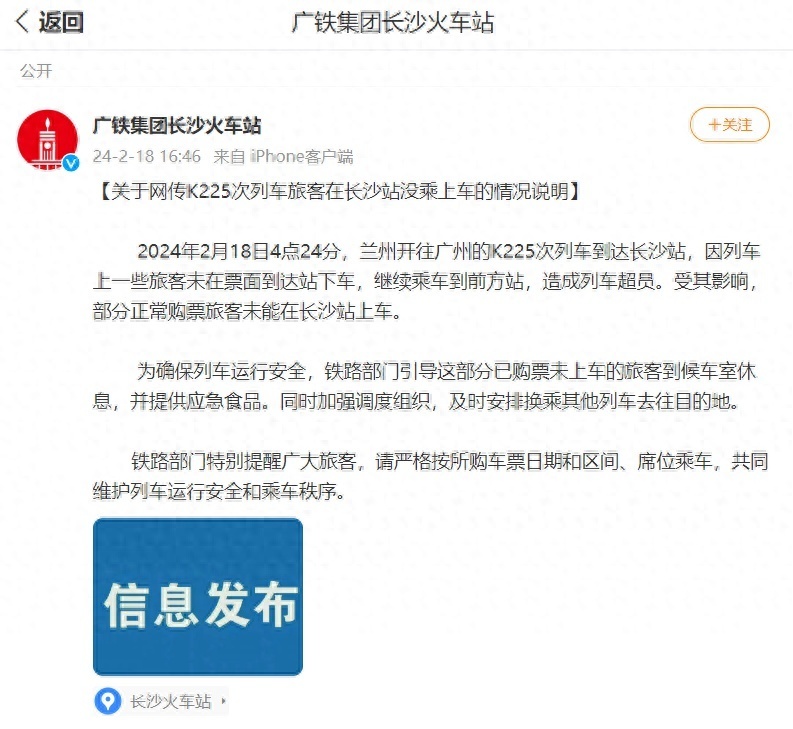 返回
广铁集团长沙火车站
公开
广铁集团长沙火车站
+关注
24-2-18 16:46 来自 iPhone客户端
【关于网传K225次列车旅客在长沙站没乘上车的情况说明】
2024年2月18日4点24分，兰州开往广州的K225次列车到达长沙站，因列车
上一些旅客未在票面到达站下车，继续乘车到前方站，造成列车超员。受其影响，
部分正常购票旅客未能在长沙站上车。
为确保列车运行安全，铁路部门引导这部分已购票未上车的旅客到候车室休
息，并提供应急食品。同时加强调度组织，及时安排换乘其他列车去往目的地。
铁路部门特别提醒广大旅客，请严格按所购车票日期和区间、席位乘车，共同
维护列车运行安全和乘车秩序。
信息发布
长沙火车站